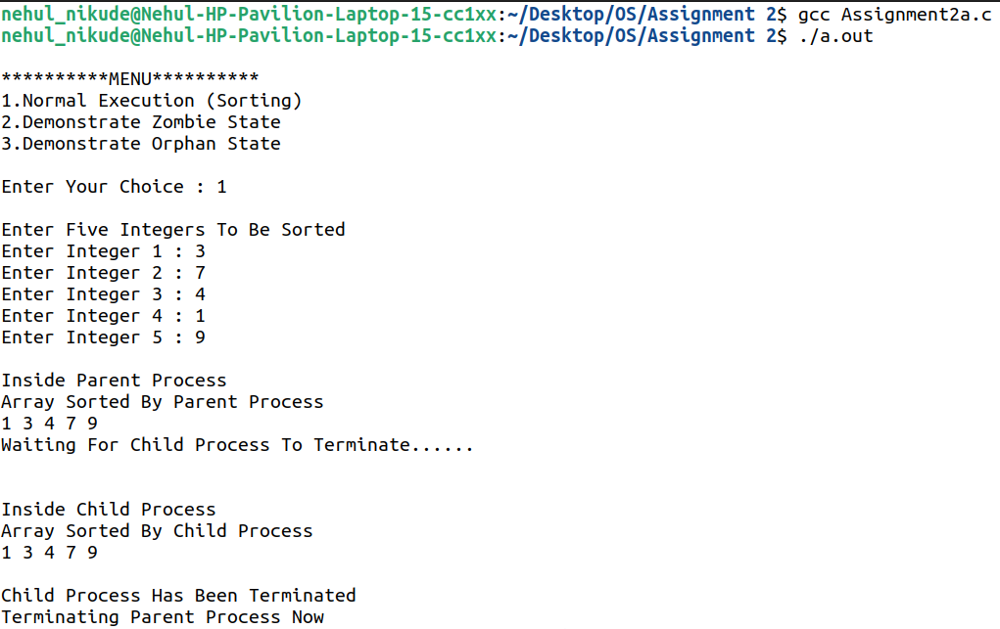 nehul_nikude@Nehul-HP-Pavilion-Laptop-15-cc1xx:~/Desktop/OS/Assignment 2$ gcc Assignment2a.c
nehul_nikude@Nehul-HP-Pavilion-Laptop-15-cc1xx:~/Desktop/OS/Assignment 2$ ./a.out
**********MENU**********
1.Normal Execution (Sorting)
2.Demonstrate Zombie State
3.Demonstrate Orphan State
Enter Your Choice : 1
Enter Five Integers To Be Sorted
Enter Integer 1 : 3
Enter Integer 2 : 7
Enter Integer 3 : 4
Enter Integer 4 : 1
Enter Integer 5 : 9
Inside Parent Process
Array Sorted By Parent Process
1 3 4 7 9
Waiting For Child Process To Terminate......
Inside Child Process
Array Sorted By Child Process
1 3 4 7 9
Child Process Has Been Terminated
Terminating Parent Process Now